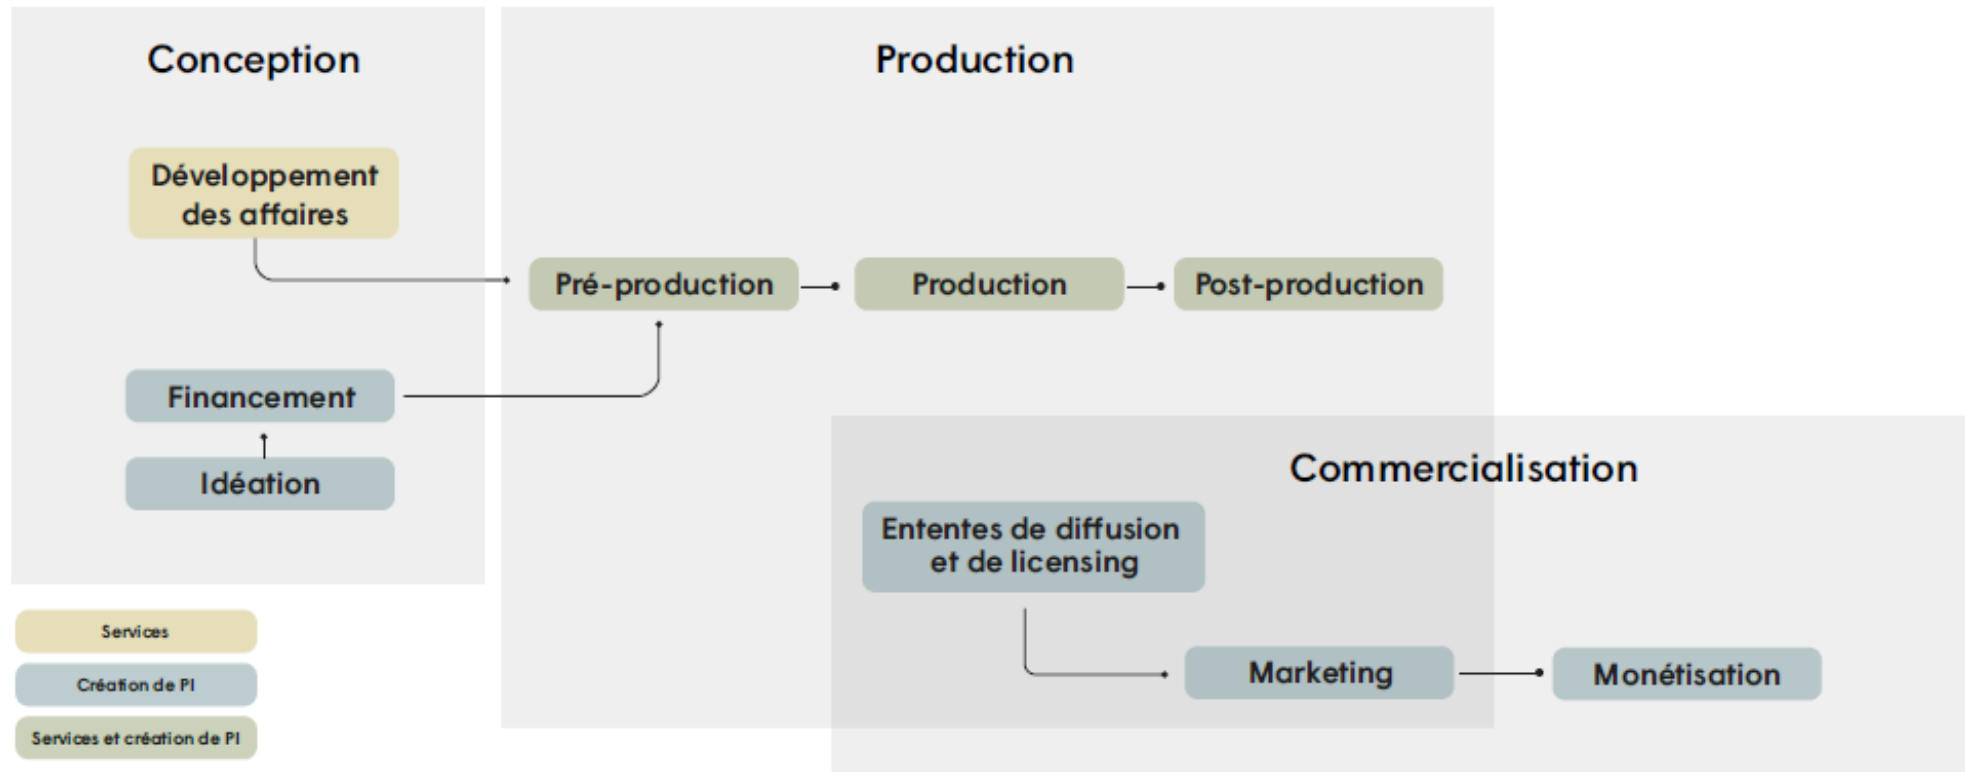 Conception
Production
Développement
des affaires
Pré-production
Production
Post-production
Financement
Idéation
Commercialisation
Ententes de diffusion
et de licensing
Marketing
Monétisation
Services
Création de PI
Services et création de PI